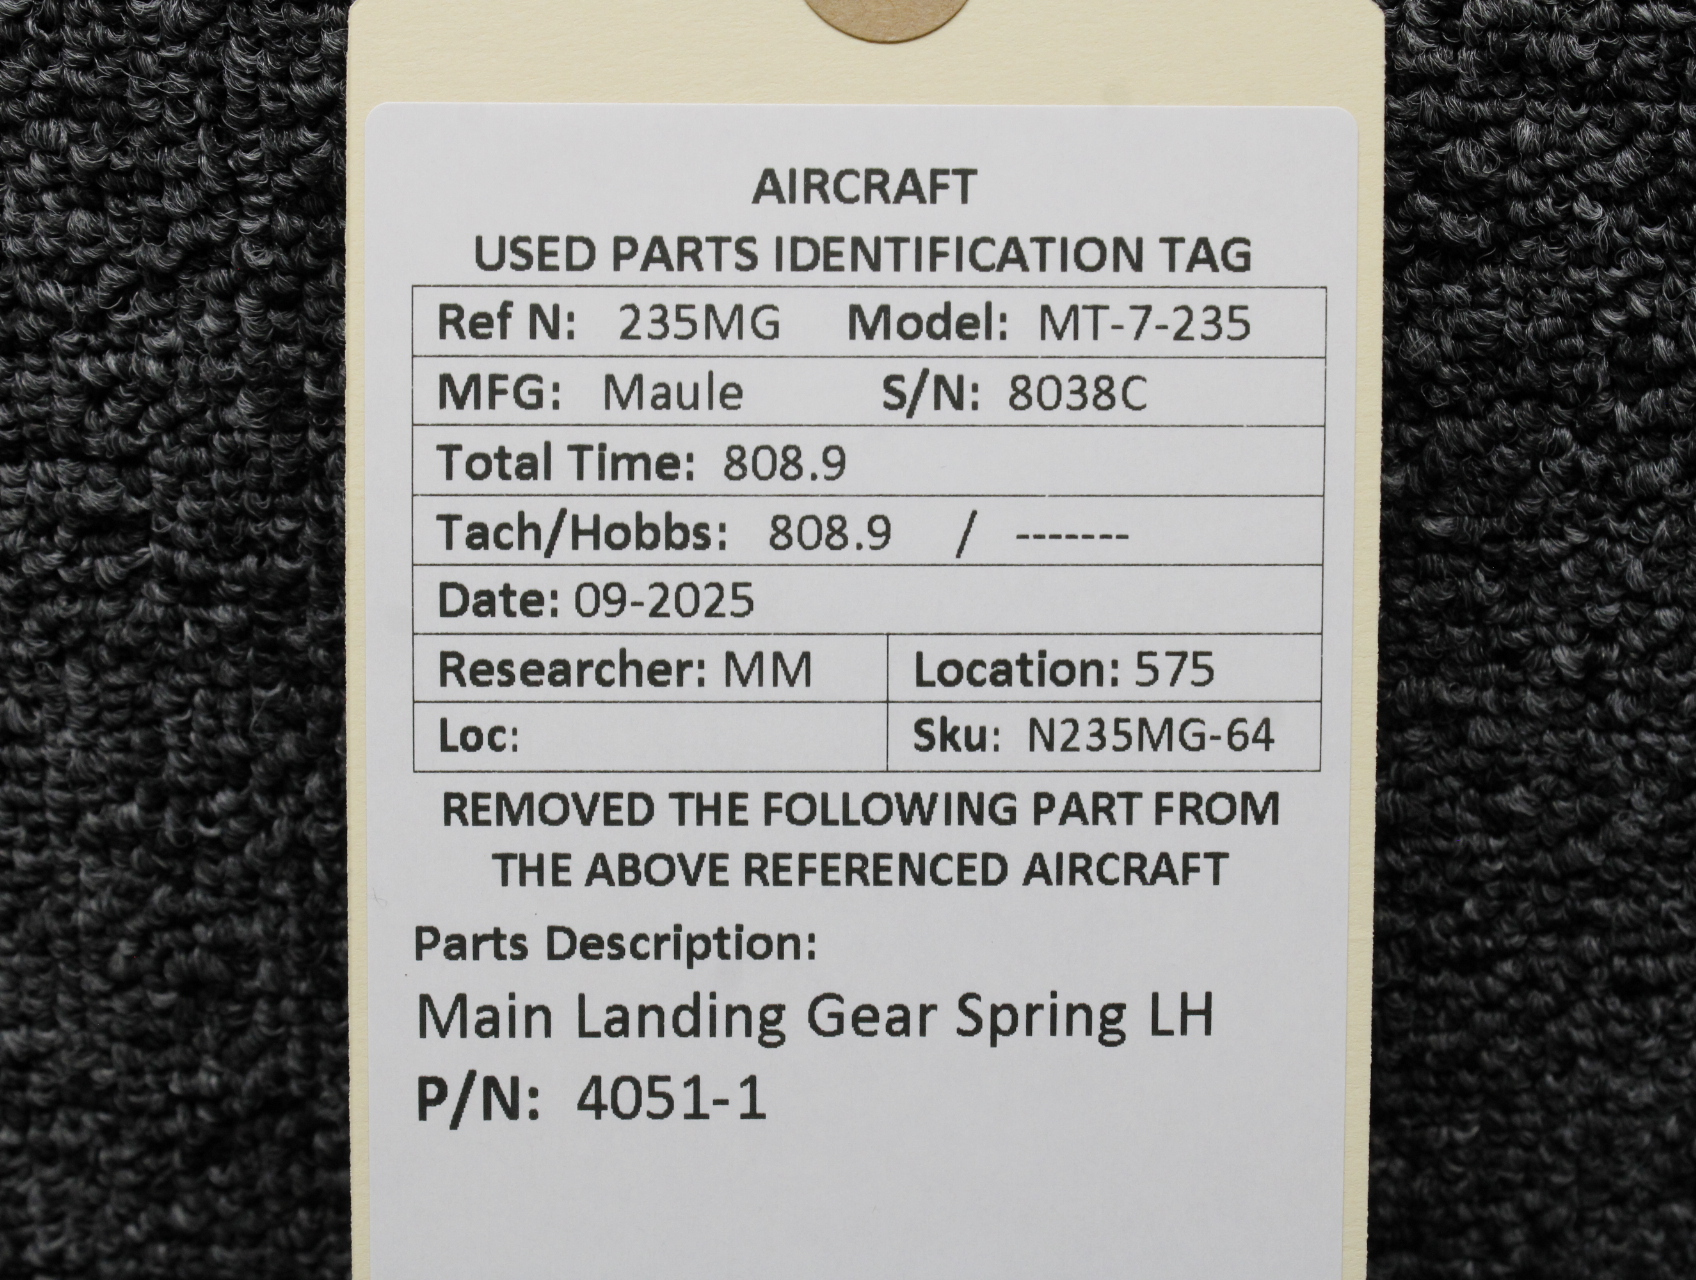 AIRCRAFT
USED PARTS IDENTIFICATION TAG
Ref N: 235MG Model: MT-7-235
MFG: Maule S/N: 8038C
Total Time: 808.9
Tach/Hobbs: 808.9 / -------
Date: 09-2025
Researcher: MM Location: 575
Loc: Sku: N235MG-64
REMOVED THE FOLLOWING PART FROM
THE ABOVE REFERENCED AIRCRAFT
Parts Description:
Main Landing Gear Spring LH
P/N: 4051-1